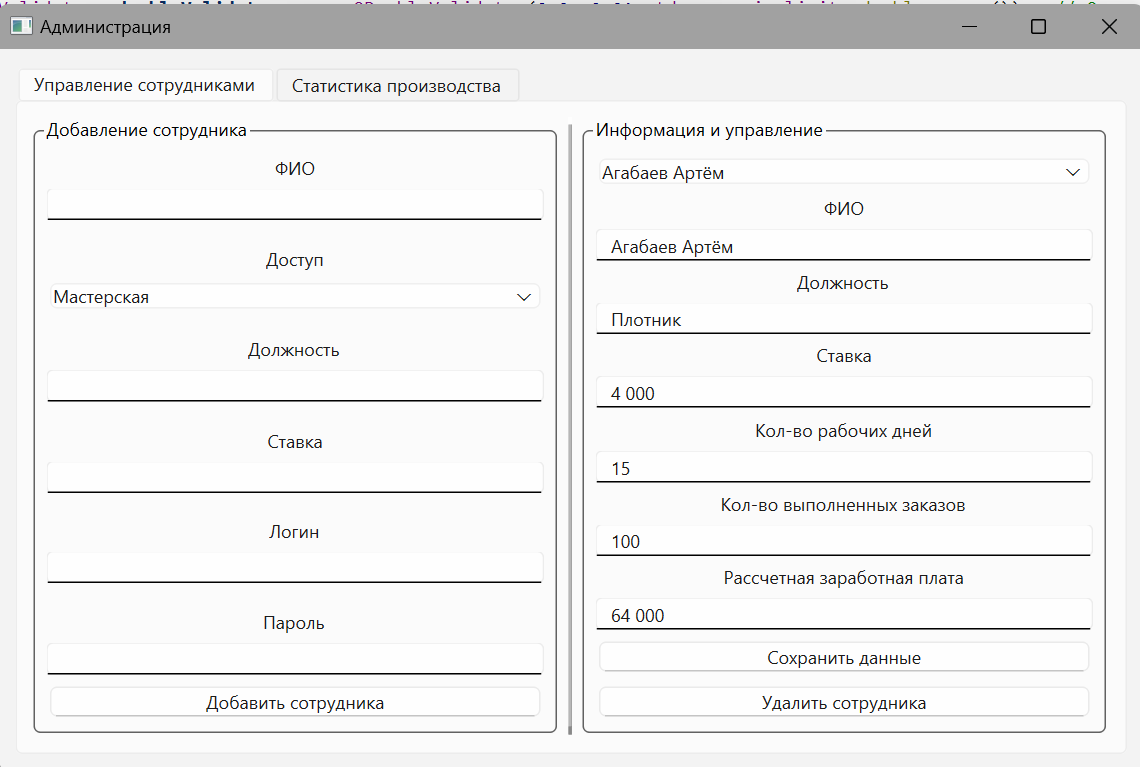 Администрация
Управление сотрудниками
Статистика производства
Добавление сотрудника
ФИО
Доступ
Мастерская
Должность
Ставка
Логин
Пароль
Добавить сотрудника
Информация и управление
Агабаев Артём
ФИО
Агабаев Артём
Должность
Плотник
Ставка
4 000
Кол-во рабочих дней
15
Кол-во выполненных заказов
100
Рассчетная заработная плата
64 000
Сохранить данные
Удалить сотрудника